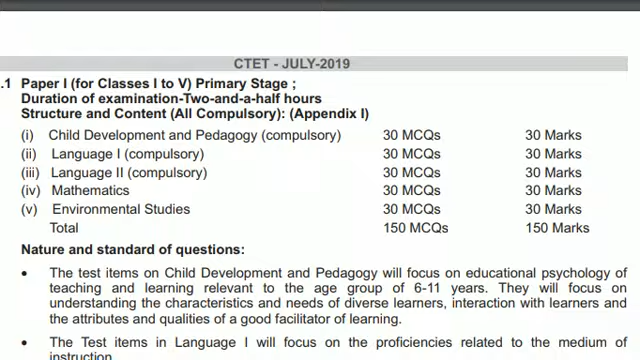 CTET - JULY-2019
.1 Paper I (for Classes I to V) Primary Stage ;
Duration of examination-Two-and-a-half hours
Structure and Content (All Compulsory): (Appendix I)
(i) Child Development and Pedagogy (compulsory) 30 MCQs 30 Marks
(ii) Language I (compulsory) 30 MCQs 30 Marks
(iii) Language II (compulsory) 30 MCQs 30 Marks
(iv) Mathematics 30 MCQs 30 Marks
(v) Environmental Studies 30 MCQs 30 Marks
Total 150 MCQs 150 Marks
Nature and standard of questions:
• The test items on Child Development and Pedagogy will focus on educational psychology of
teaching and learning relevant to the age group of 6-11 years. They will focus on
understanding the characteristics and needs of diverse learners, interaction with learners and
the attributes and qualities of a good facilitator of learning.
• The Test items in Language I will focus on the proficiencies related to the medium of
instruction.